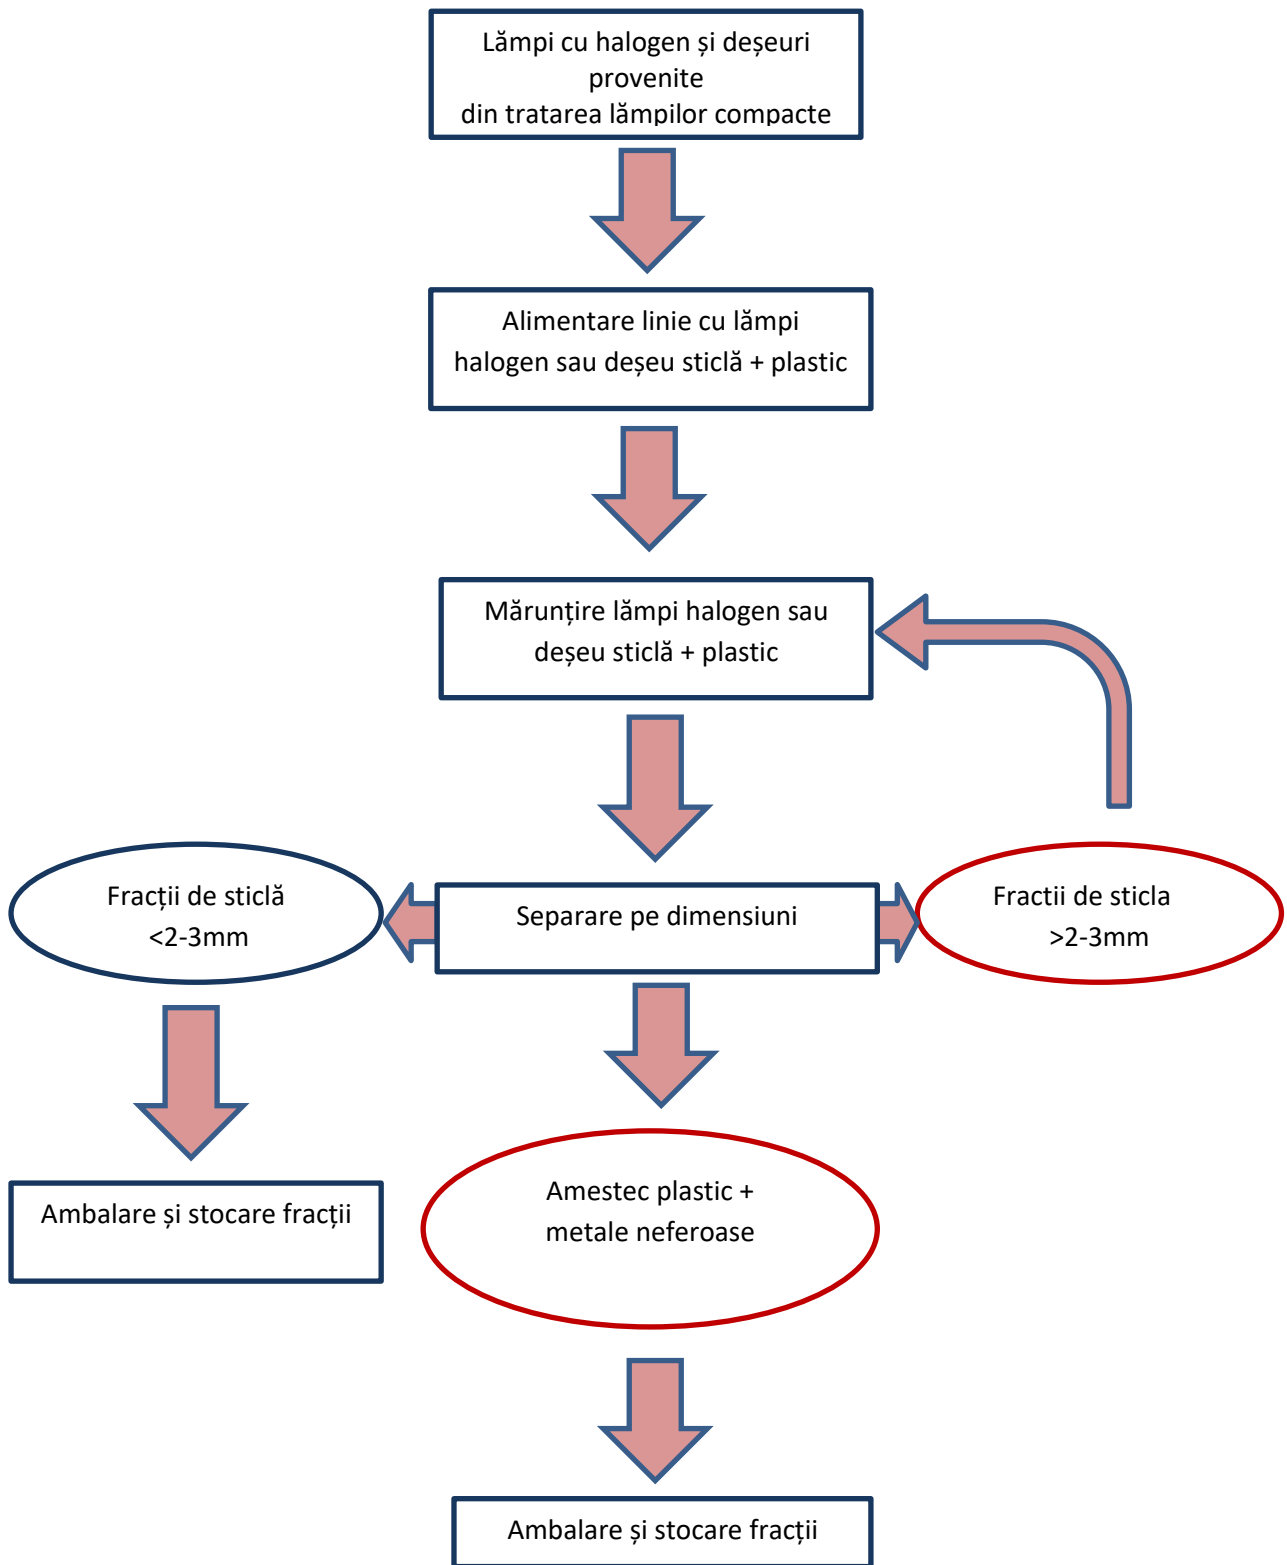 Lămpi cu halogen și deșeuri
provenite
din tratarea lămpilor compacte
Alimentare linie cu lămpi
halogen sau deșeu sticlă + plastic
Mărunțire lămpi halogen sau
deșeu sticlă + plastic
Fracții de sticlă
<2-3mm
Separare pe dimensiuni
Fractii de sticla
>2-3mm
Ambalare și stocare fracții
Amestec plastic +
metale neferoase
Ambalare și stocare fracții